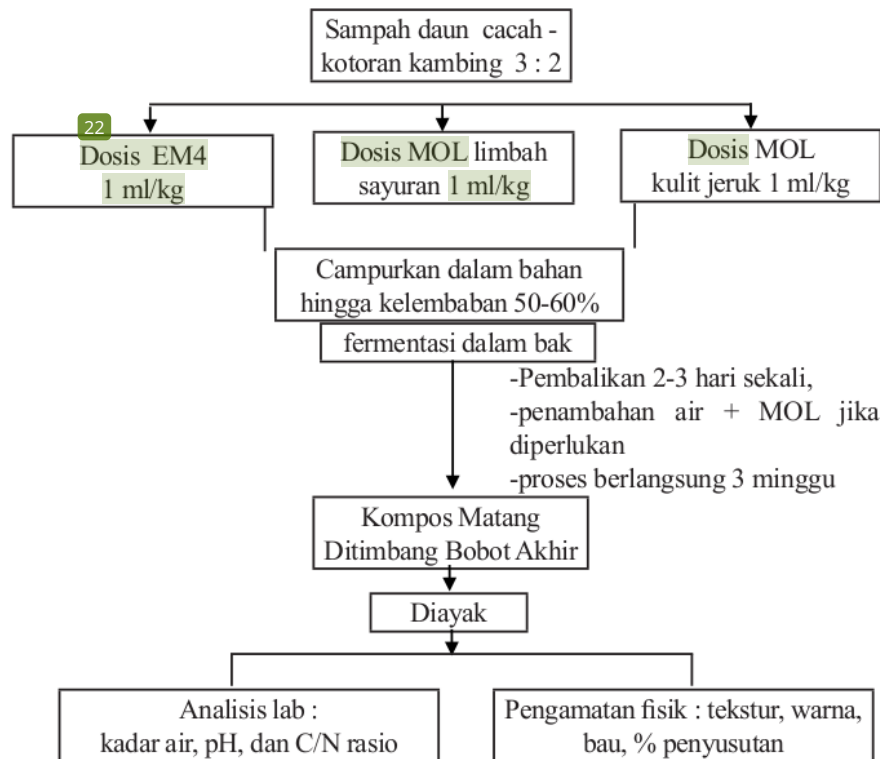 Sampah daun cacah -
kotoran kambing 3 : 2
22
Dosis EM4
1 ml/kg
Dosis MOL limbah
sayuran 1 ml/kg
Dosis MOL
kulit jeruk 1 ml/kg
Campurkan dalam bahan
hingga kelembaban 50-60%
fermentasi dalam bak
-Pembalikan 2-3 hari sekali,
-penambahan air + MOL jika
diperlukan
-proses berlangsung 3 minggu
Kompos Matang
Ditimbang Bobot Akhir
Diayak
Analisis lab :
kadar air, pH, dan C/N rasio
Pengamatan fisik : tekstur, warna,
bau, % penyusutan